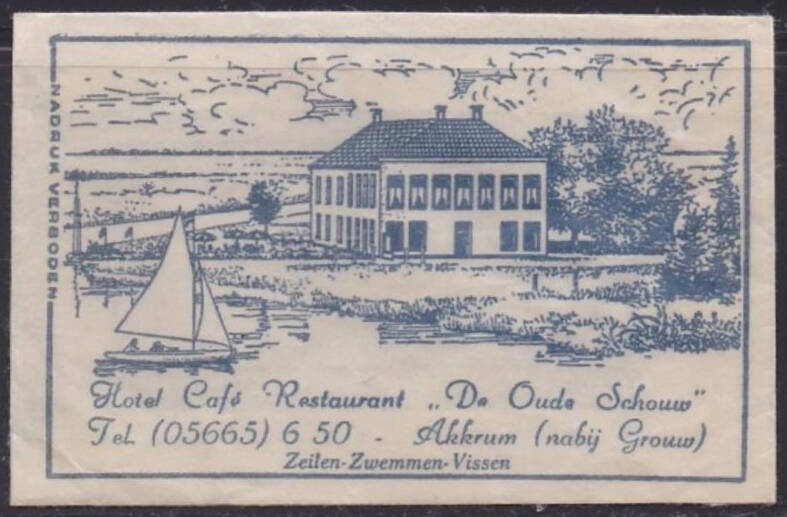 NADRUK VERBODEN
Hotel Café Restaurant „De Oude Schouw"
Tel. (05665) 6 50 - Akkrum (nabij Grouw)
Zeilen-Zwemmen-Vissen